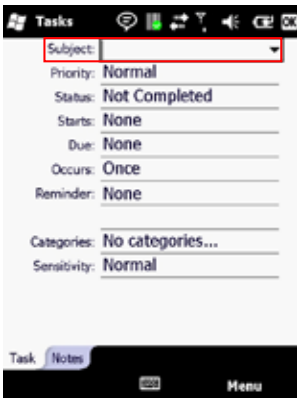 Tasks OK
Subject:
Priority: Normal
Status: Not Completed
Starts: None
Due: None
Occurs: Once
Reminder: None
Categories: No categories...
Sensitivity: Normal
Task Notes
Menu